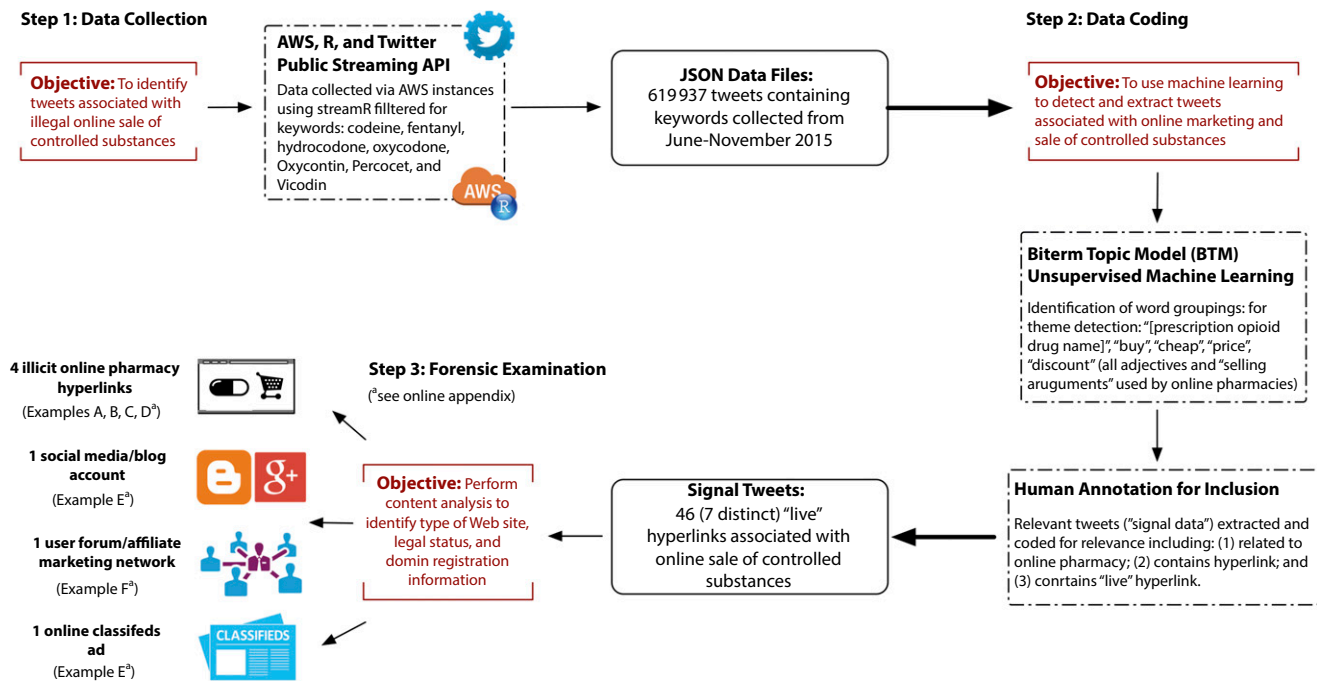 Step 1: Data Collection
Objective: To identify
tweets associated with
illegal online sale of
controlled substances
AWS, R, and Twitter
Public Streaming API
Data collected via AWS instances
using streamR filltered for
keywords: codeine, fentanyl,
hydrocodone, oxycodone,
Oxycontin, Percocet, and
Vicodin
AWS
R
JSON Data Files:
619 937 tweets containing
keywords collected from
June-November 2015
Step 2: Data Coding
Objective: To use machine learning
to detect and extract tweets
associated with online marketing and
sale of controlled substances
Biterm Topic Model (BTM)
Unsupervised Machine Learning
Identification of word groupings: for
theme detection: “[prescription opioid
drug name]”, “buy”, “cheap”, “price”,
“discount” (all adjectives and “selling
aruguments” used by online pharmacies)
Human Annotation for Inclusion
Relevant tweets ("signal data") extracted and
coded for relevance including: (1) related to
online pharmacy; (2) contains hyperlink; and
(3) conrtains “live” hyperlink.
Signal Tweets:
46 (7 distinct) “live”
hyperlinks associated with
online sale of controlled
substances
Step 3: Forensic Examination
(ᵃsee online appendix)
Objective: Perform
content analysis to
identify type of Web site,
legal status, and
domin registration
information
4 illicit online pharmacy
hyperlinks
(Examples A, B, C, Dᵃ)
1 social media/blog
account
(Example Eᵃ)
g+
1 user forum/affiliate
marketing network
(Example Fᵃ)
1 online classifeds
ad
(Example Eᵃ)
CLASSIFIEDS